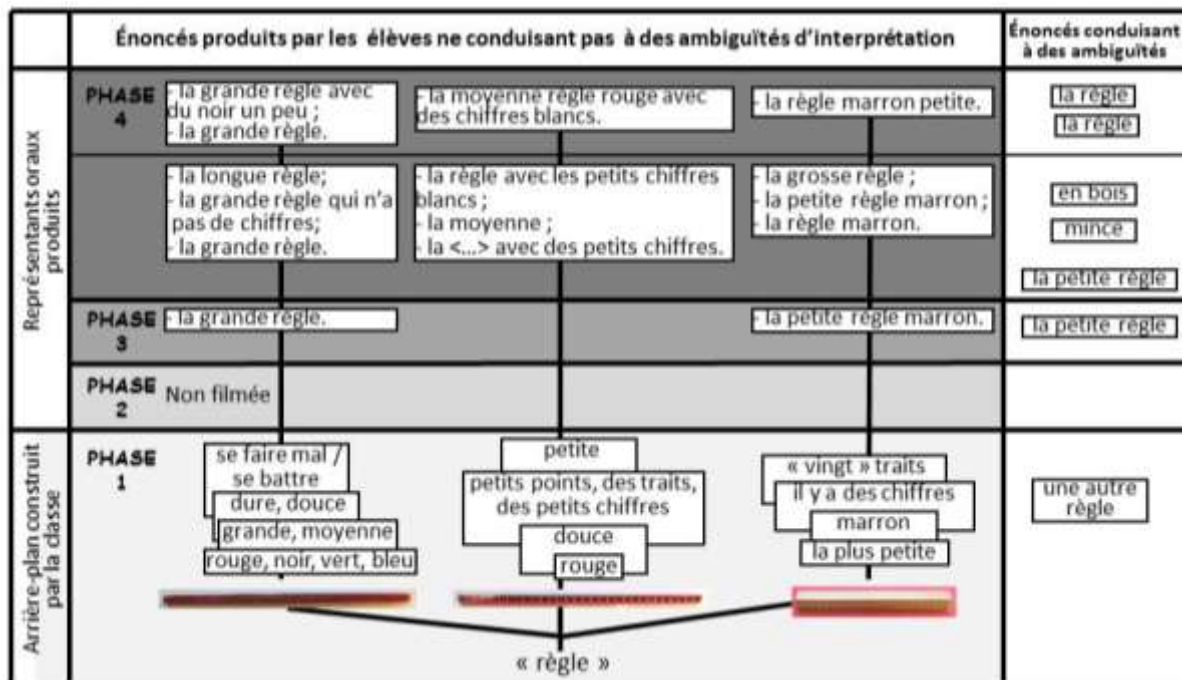 Énoncés produits par les élèves ne conduisant pas à des ambiguïtés d'interprétation
Énoncés conduisant
à des ambiguïtés
Représentants oraux
produits
PHASE
4
- la grande règle avec
du noir un peu ;
- la grande règle.
- la moyenne règle rouge avec
des chiffres blancs.
- la règle marron petite.
la règle
la règle
- la longue règle;
- la grande règle qui n'a
pas de chiffres;
- la grande règle.
- la règle avec les petits chiffres
blancs ;
- la moyenne ;
- la <...> avec des petits chiffres.
- la grosse règle ;
- la petite règle marron ;
- la règle marron.
en bois
mince
la petite règle
PHASE
3
- la grande règle.
- la petite règle marron.
la petite règle
PHASE
2
Non filmée
Arrière-plan construit
par la classe
PHASE
1
se faire mal /
se battre
dure, douce
grande, moyenne
rouge, noir, vert, bleu
petite
petits points, des traits,
des petits chiffres
douce
rouge
« vingt » traits
il y a des chiffres
marron
la plus petite
une autre
règle
« règle »